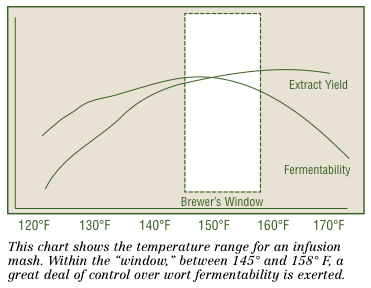 Extract Yield
Fermentability
Brewer's Window
120°F 130°F 140°F 150°F 160°F 170°F
This chart shows the temperature range for an infusion
mash. Within the “window,” between 145° and 158° F, a
great deal of control over wort fermentability is exerted.